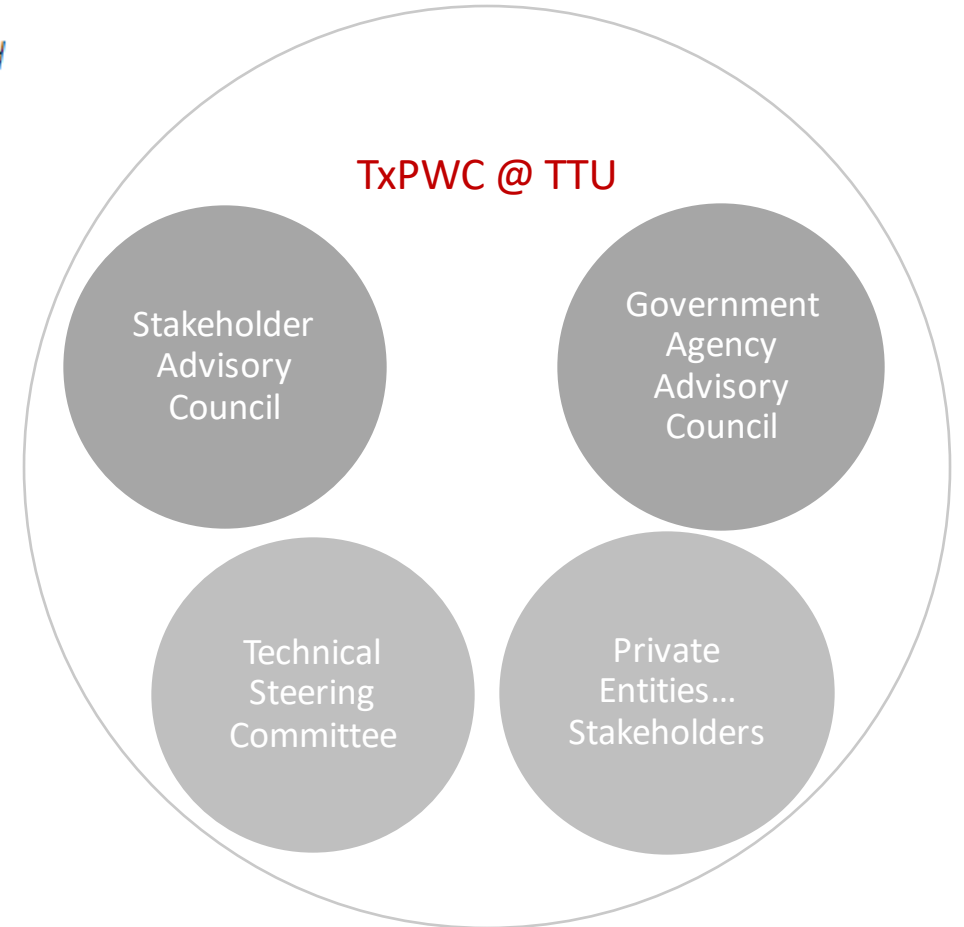 TxPWC @ TTU
Stakeholder
Advisory
Council
Government
Agency
Advisory
Council
Technical
Steering
Committee
Private
Entities…
Stakeholders